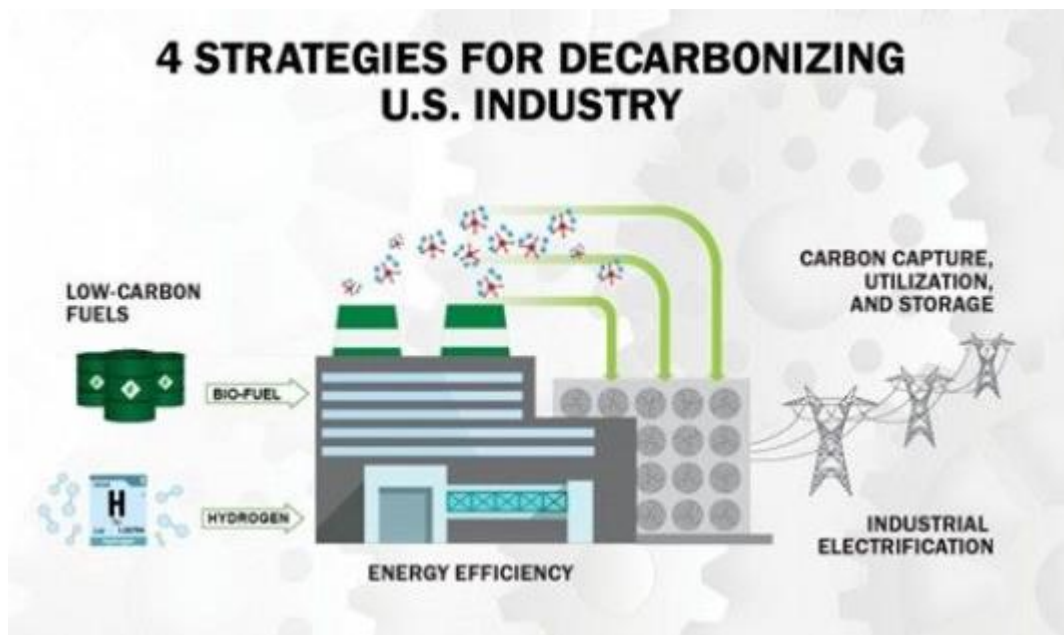 4 STRATEGIES FOR DECARBONIZING
U.S. INDUSTRY
LOW-CARBON
FUELS
BIO-FUEL
H
HYDROGEN
ENERGY EFFICIENCY
CARBON CAPTURE,
UTILIZATION,
AND STORAGE
INDUSTRIAL
ELECTRIFICATION